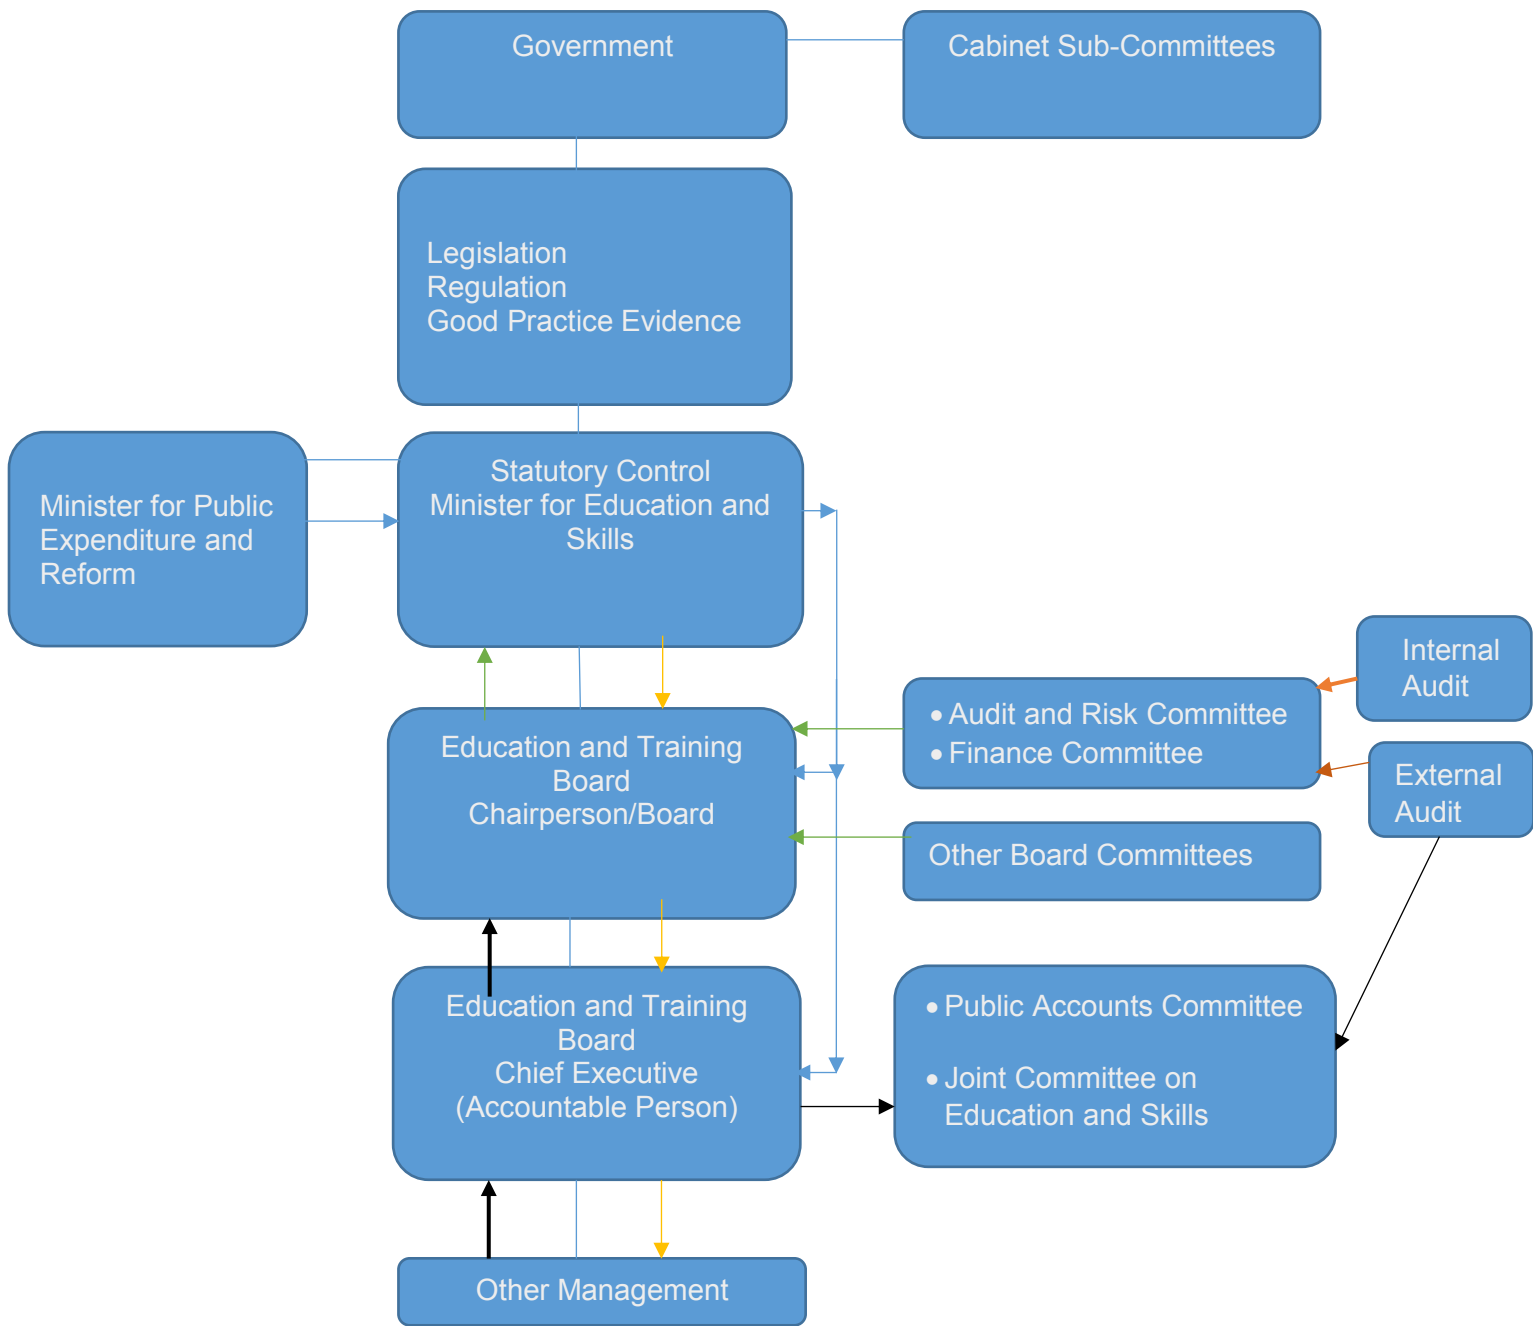 Government
Cabinet Sub-Committees
Legislation
Regulation
Good Practice Evidence
Minister for Public
Expenditure and
Reform
Statutory Control
Minister for Education and
Skills
Internal
Audit
• Audit and Risk Committee
• Finance Committee
External
Audit
Education and Training
Board
Chairperson/Board
Other Board Committees
Education and Training
Board
Chief Executive
(Accountable Person)
• Public Accounts Committee
• Joint Committee on
Education and Skills
Other Management